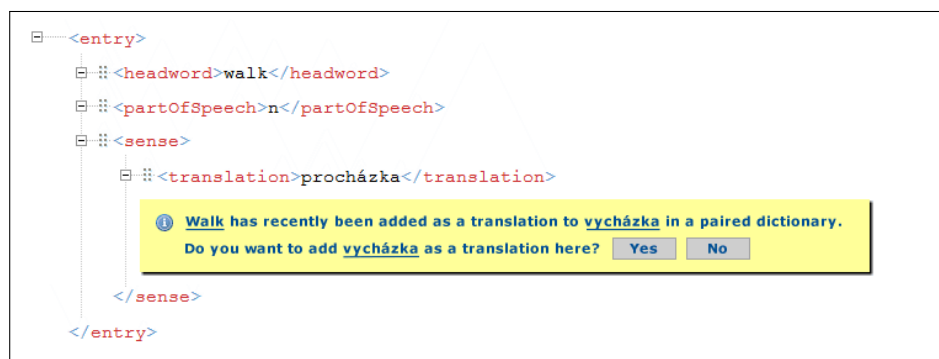 <entry>
<headword>walk</headword>
<partOfSpeech>n</partOfSpeech>
<sense>
<translation>procházka</translation>
Walk has recently been added as a translation to vycházka in a paired dictionary.
Do you want to add vycházka as a translation here? Yes No
</sense>
</entry>